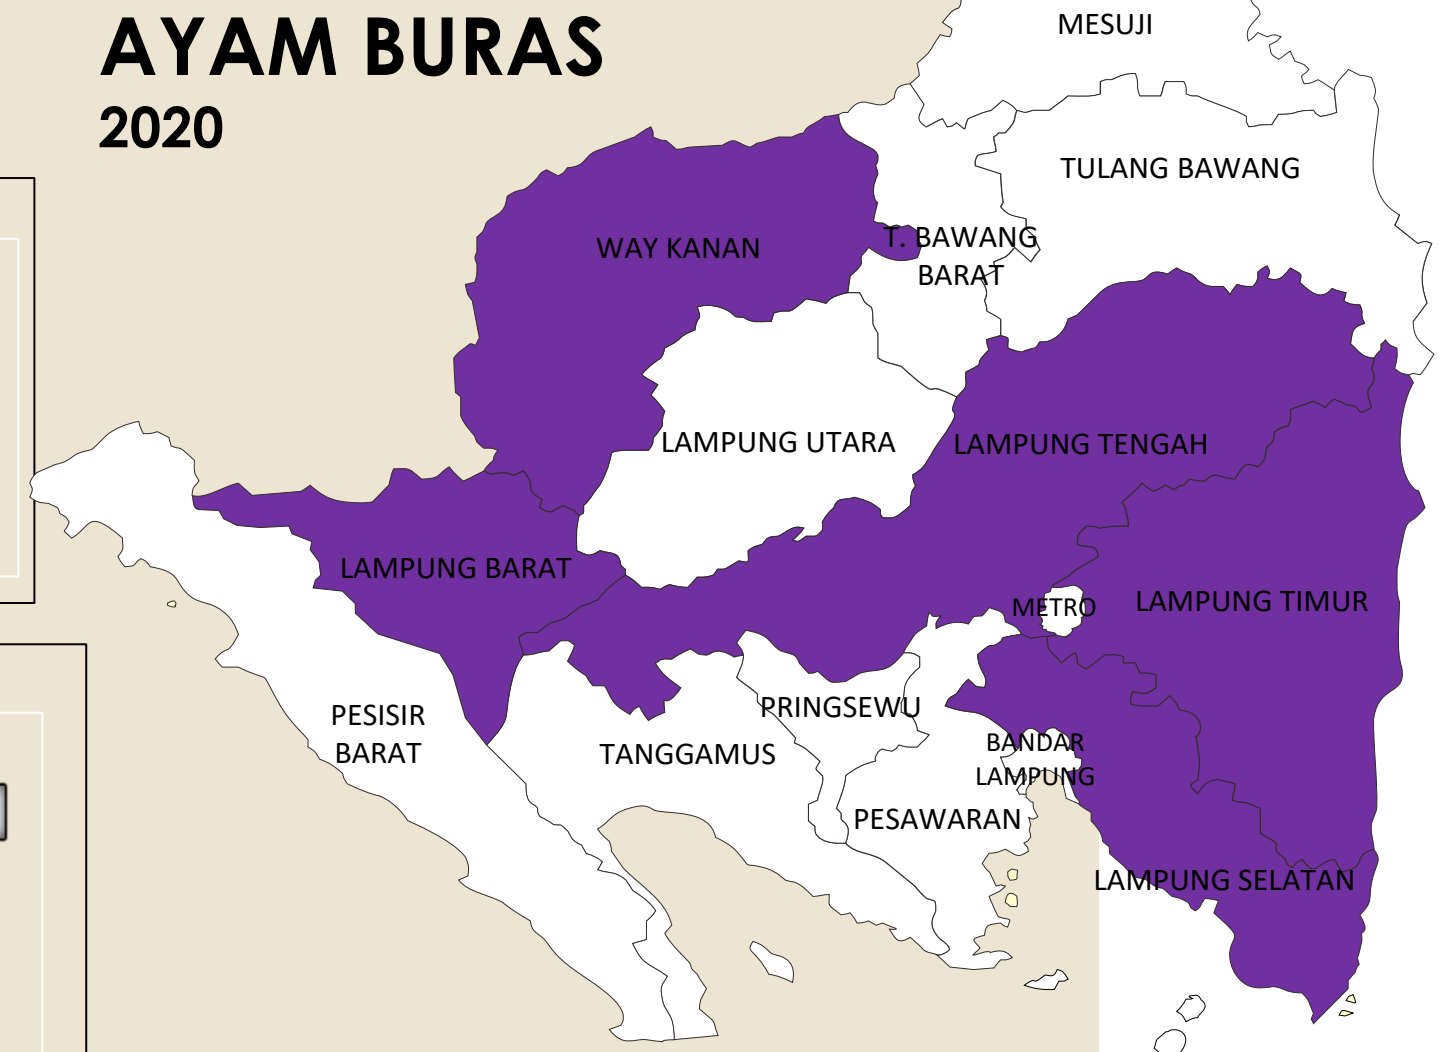 AYAM BURAS
2020
MESUJI
TULANG BAWANG
WAY KANAN
T. BAWANG
BARAT
LAMPUNG UTARA
LAMPUNG TENGAH
LAMPUNG BARAT
METRO
LAMPUNG TIMUR
PESISIR
BARAT
TANGGAMUS
PRINGSEWU
BANDAR
LAMPUNG
PESAWARAN
LAMPUNG SELATAN